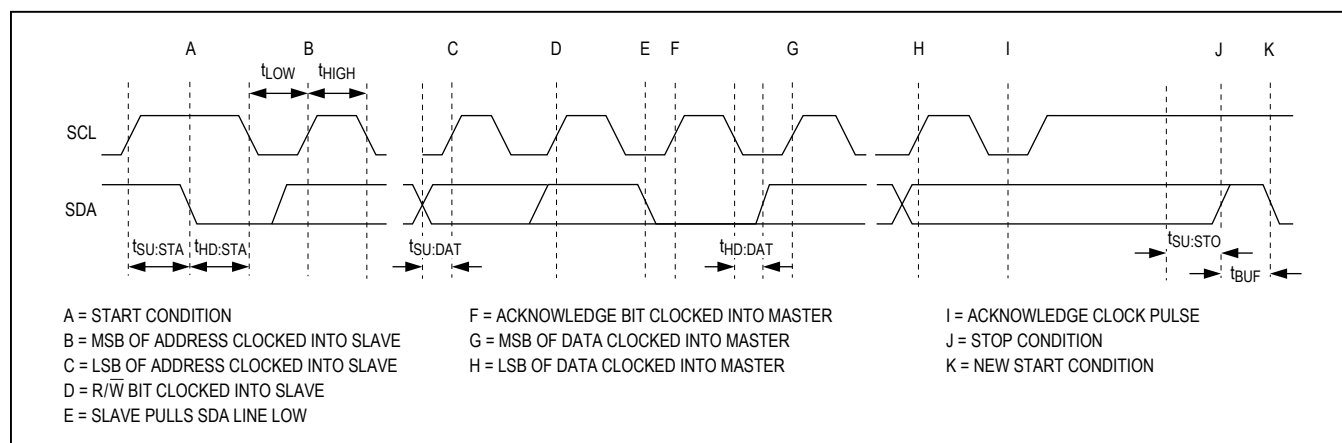 A B C D E F G H I J K
tLOW tHIGH
SCL
SDA
tSU:STA tHD:STA tSU:DAT tHD:DAT tSU:STO
tBUF
A = START CONDITION
B = MSB OF ADDRESS CLOCKED INTO SLAVE
C = LSB OF ADDRESS CLOCKED INTO SLAVE
D = R/W̅ BIT CLOCKED INTO SLAVE
E = SLAVE PULLS SDA LINE LOW
F = ACKNOWLEDGE BIT CLOCKED INTO MASTER
G = MSB OF DATA CLOCKED INTO MASTER
H = LSB OF DATA CLOCKED INTO MASTER
I = ACKNOWLEDGE CLOCK PULSE
J = STOP CONDITION
K = NEW START CONDITION